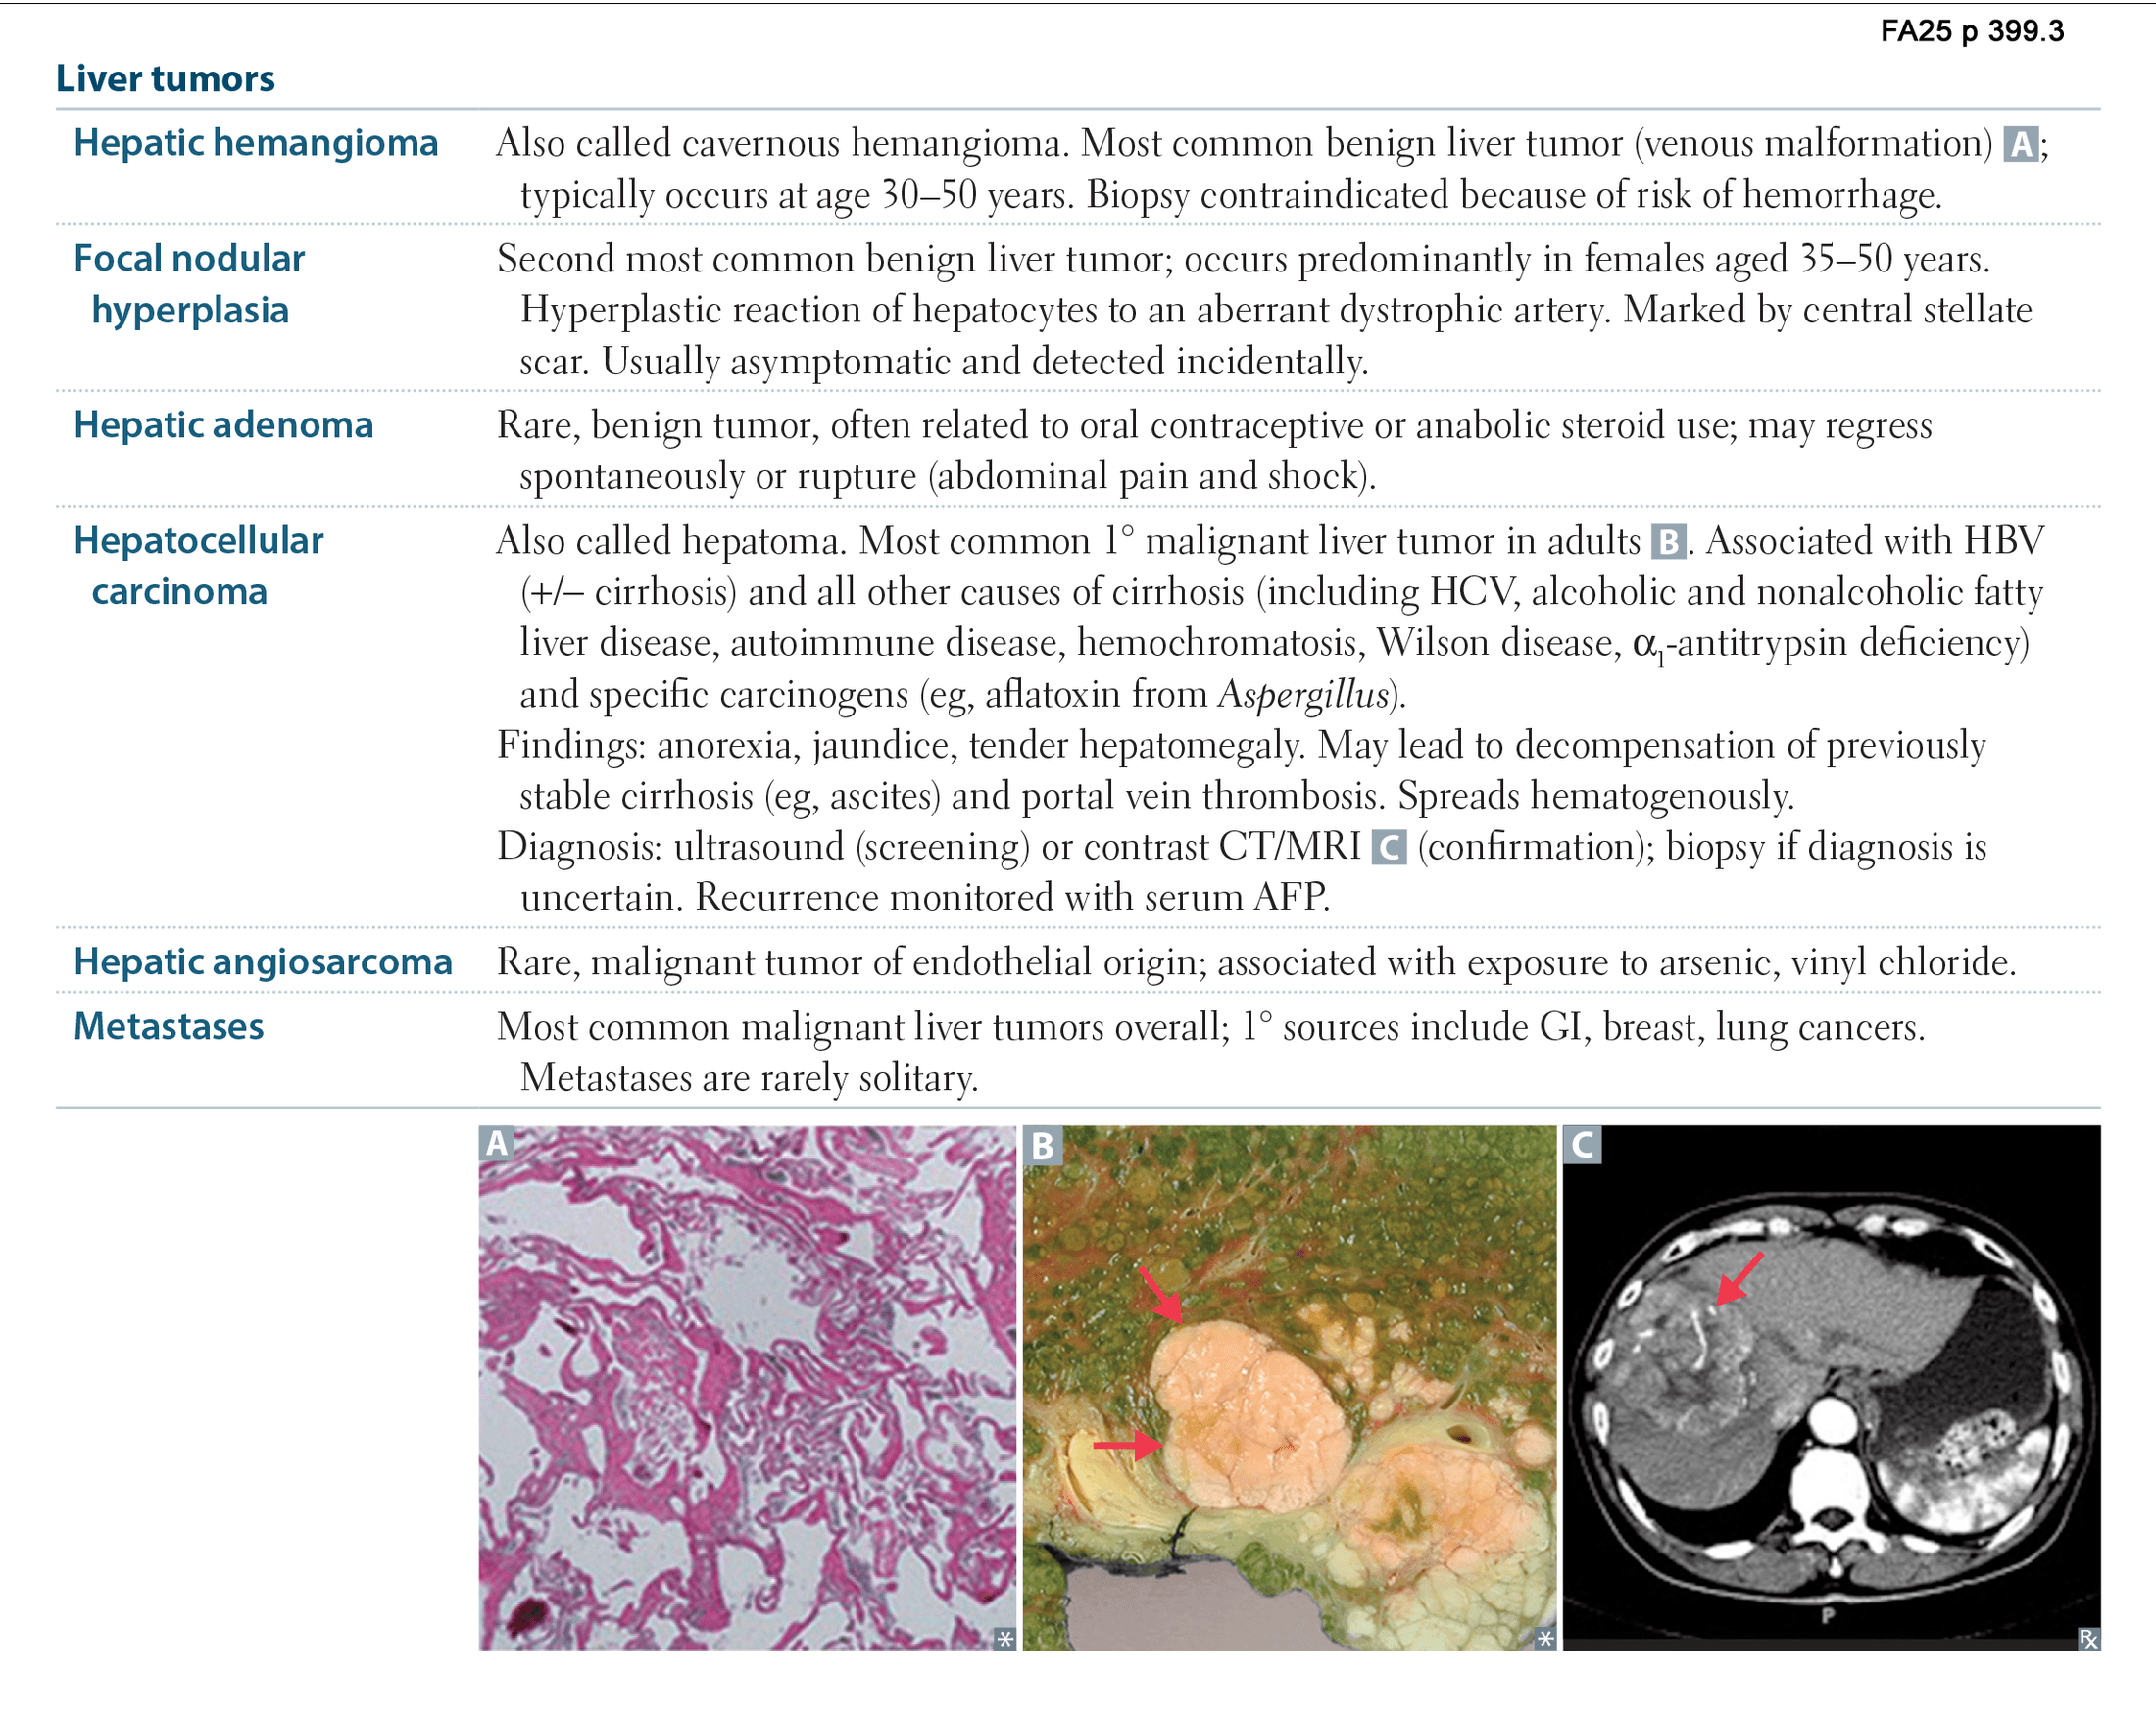 FA25 p 399.3
Liver tumors
Hepatic hemangioma
Also called cavernous hemangioma. Most common benign liver tumor (venous malformation) A;
typically occurs at age 30–50 years. Biopsy contraindicated because of risk of hemorrhage.
Focal nodular
hyperplasia
Second most common benign liver tumor; occurs predominantly in females aged 35–50 years.
Hyperplastic reaction of hepatocytes to an aberrant dystrophic artery. Marked by central stellate
scar. Usually asymptomatic and detected incidentally.
Hepatic adenoma
Rare, benign tumor, often related to oral contraceptive or anabolic steroid use; may regress
spontaneously or rupture (abdominal pain and shock).
Hepatocellular
carcinoma
Also called hepatoma. Most common 1° malignant liver tumor in adults B. Associated with HBV
(+/– cirrhosis) and all other causes of cirrhosis (including HCV, alcoholic and nonalcoholic fatty
liver disease, autoimmune disease, hemochromatosis, Wilson disease, α₁-antitrypsin deficiency)
and specific carcinogens (eg, aflatoxin from Aspergillus).
Findings: anorexia, jaundice, tender hepatomegaly. May lead to decompensation of previously
stable cirrhosis (eg, ascites) and portal vein thrombosis. Spreads hematogenously.
Diagnosis: ultrasound (screening) or contrast CT/MRI C (confirmation); biopsy if diagnosis is
uncertain. Recurrence monitored with serum AFP.
Hepatic angiosarcoma
Rare, malignant tumor of endothelial origin; associated with exposure to arsenic, vinyl chloride.
Metastases
Most common malignant liver tumors overall; 1° sources include GI, breast, lung cancers.
Metastases are rarely solitary.
A
B
C
P
*
*
℞